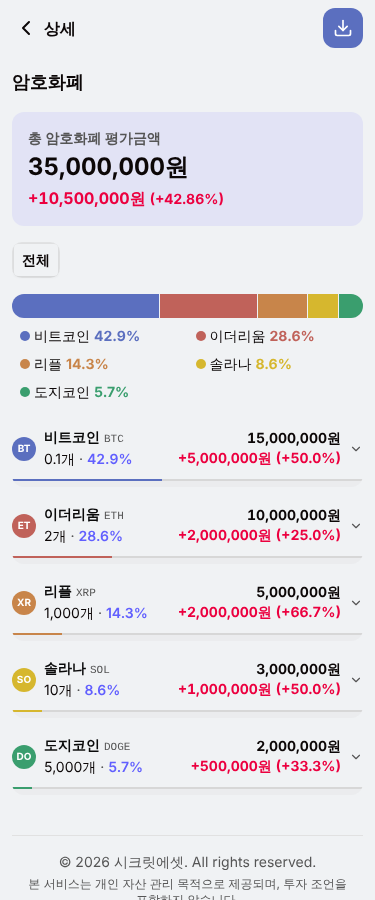 상세
암호화폐
총 암호화폐 평가금액
35,000,000원
+10,500,000원 (+42.86%)
전체
비트코인 42.9% 이더리움 28.6%
리플 14.3% 솔라나 8.6%
도지코인 5.7%
BT 비트코인 BTC 15,000,000원
0.1개 · 42.9% +5,000,000원 (+50.0%)
ET 이더리움 ETH 10,000,000원
2개 · 28.6% +2,000,000원 (+25.0%)
XR 리플 XRP 5,000,000원
1,000개 · 14.3% +2,000,000원 (+66.7%)
SO 솔라나 SOL 3,000,000원
10개 · 8.6% +1,000,000원 (+50.0%)
DO 도지코인 DOGE 2,000,000원
5,000개 · 5.7% +500,000원 (+33.3%)
© 2026 시크릿에셋. All rights reserved.
본 서비스는 개인 자산 관리 목적으로 제공되며, 투자 조언을
포함하지 않습니다